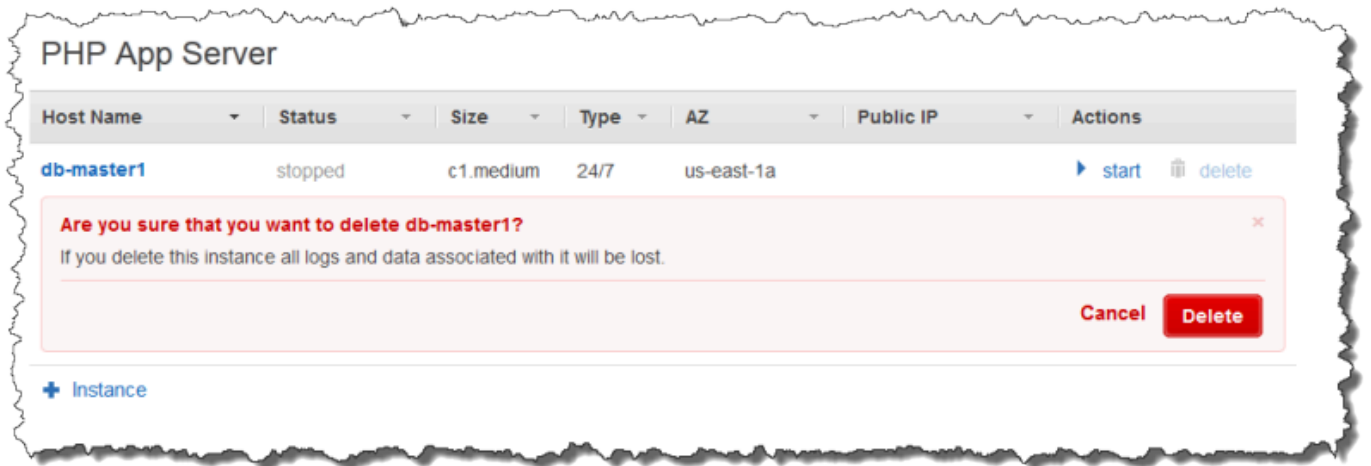 PHP App Server
Host Name Status Size Type AZ Public IP Actions
db-master1 stopped c1.medium 24/7 us-east-1a start delete
Are you sure that you want to delete db-master1? ×
If you delete this instance all logs and data associated with it will be lost.
Cancel Delete
Instance